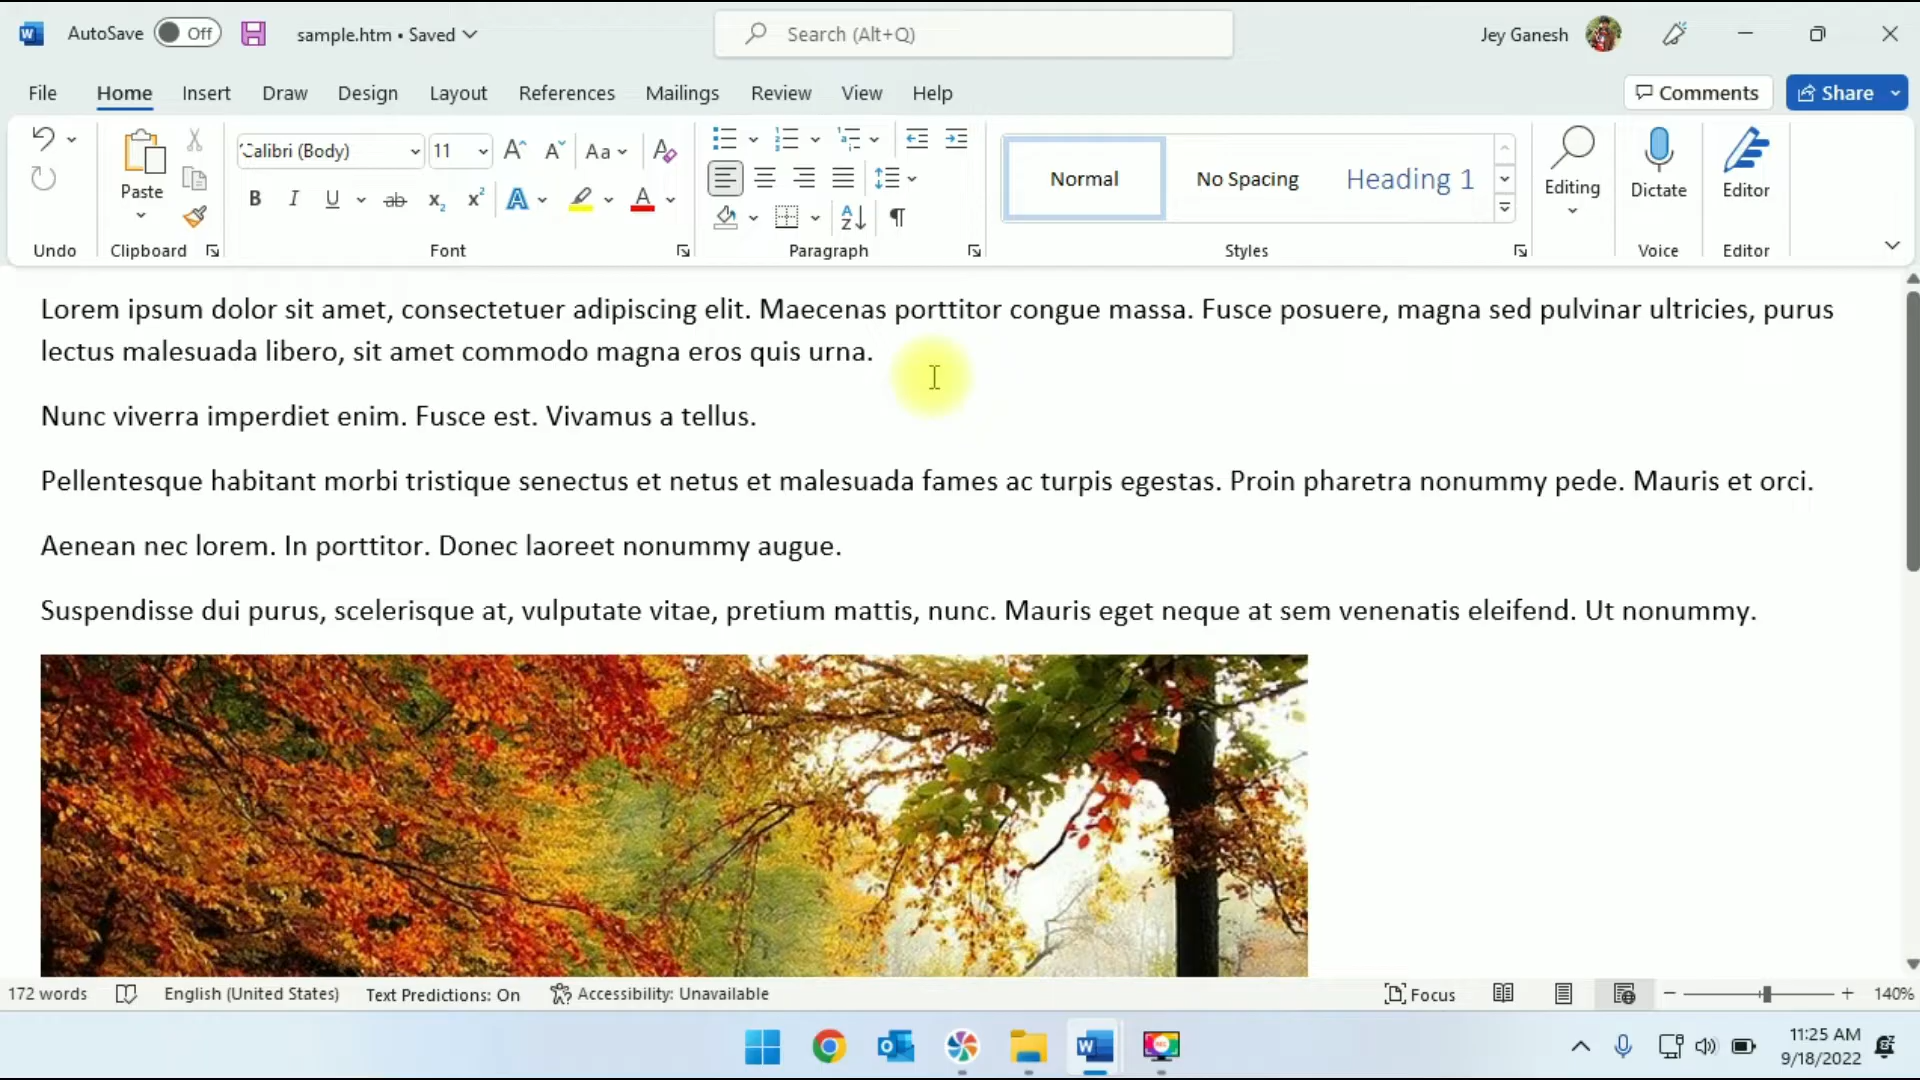 AutoSave Off sample.htm • Saved Search (Alt+Q) Jey Ganesh
File Home Insert Draw Design Layout References Mailings Review View Help Comments Share
Paste Calibri (Body) 11 Aa Normal No Spacing Heading 1 Editing Dictate Editor
Undo Clipboard Font Paragraph Styles Voice Editor
Lorem ipsum dolor sit amet, consectetuer adipiscing elit. Maecenas porttitor congue massa. Fusce posuere, magna sed pulvinar ultricies, purus
lectus malesuada libero, sit amet commodo magna eros quis urna.
Nunc viverra imperdiet enim. Fusce est. Vivamus a tellus.
Pellentesque habitant morbi tristique senectus et netus et malesuada fames ac turpis egestas. Proin pharetra nonummy pede. Mauris et orci.
Aenean nec lorem. In porttitor. Donec laoreet nonummy augue.
Suspendisse dui purus, scelerisque at, vulputate vitae, pretium mattis, nunc. Mauris eget neque at sem venenatis eleifend. Ut nonummy.
172 words English (United States) Text Predictions: On Accessibility: Unavailable Focus 140%
11:25 AM
9/18/2022